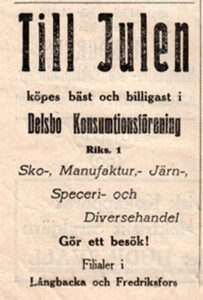 Till Julen
köpes bäst och billigast i
Delsbo Konsumtionsförening
Riks. 1
Sko-, Manufaktur,- Järn-,
Speceri- och
Diversehandel
Gör ett besök!
Filialer i
Långbacka och Fredriksfors